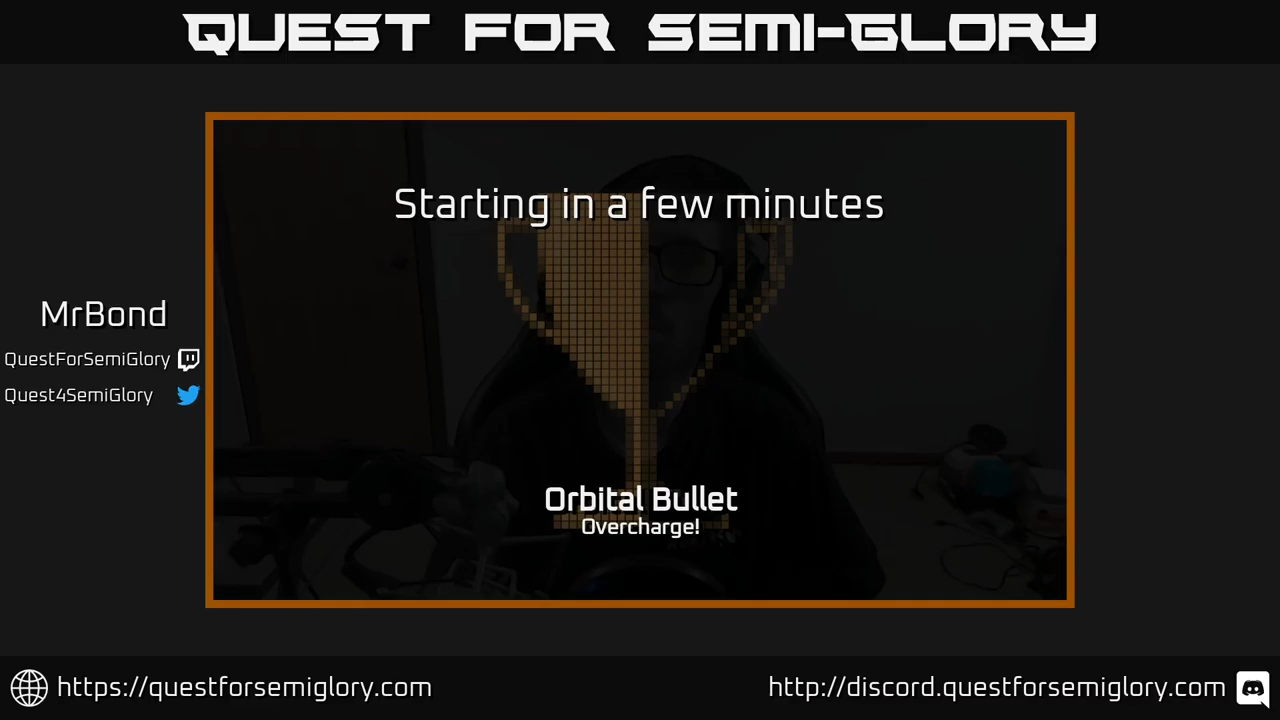 QUEST FOR SEMI-GLORY
Starting in a few minutes
MrBond
QuestForSemiGlory
Quest4SemiGlory
Orbital Bullet
Overcharge!
https://questforsemiglory.com
http://discord.questforsemiglory.com